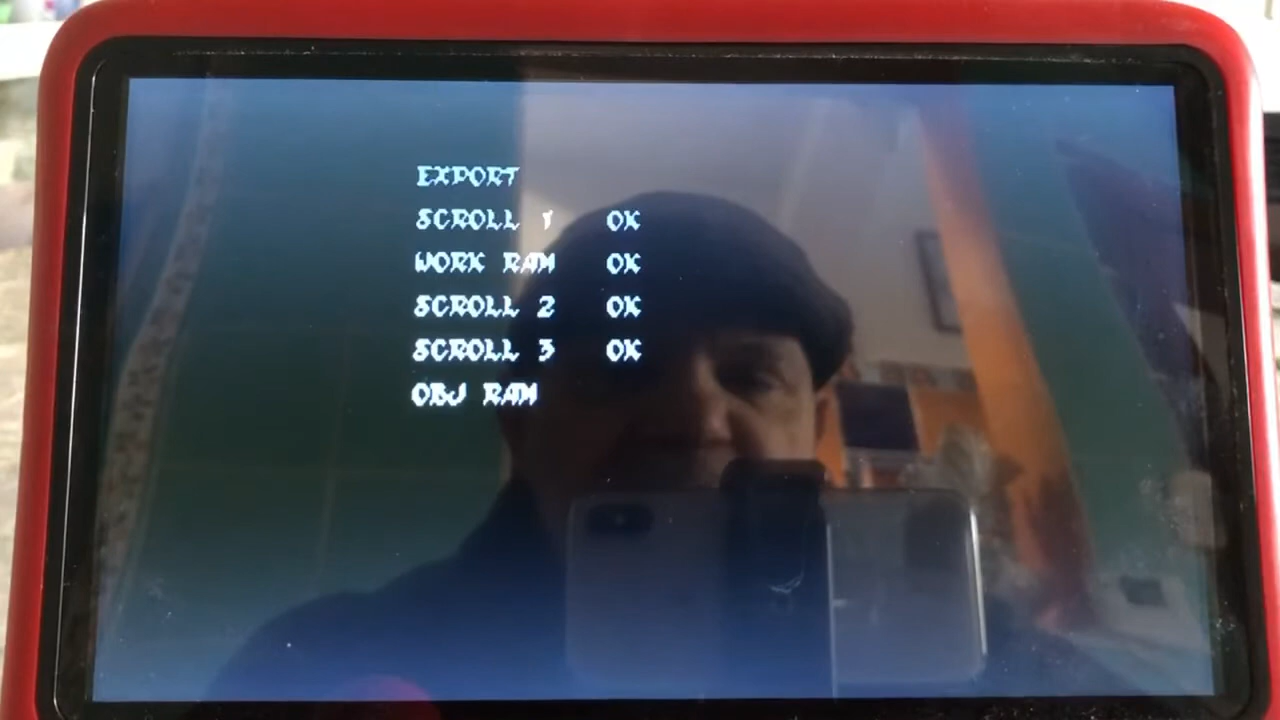 EXPORT
SCROLL 1 OK
WORK RAM OK
SCROLL 2 OK
SCROLL 3 OK
OBJ RAM